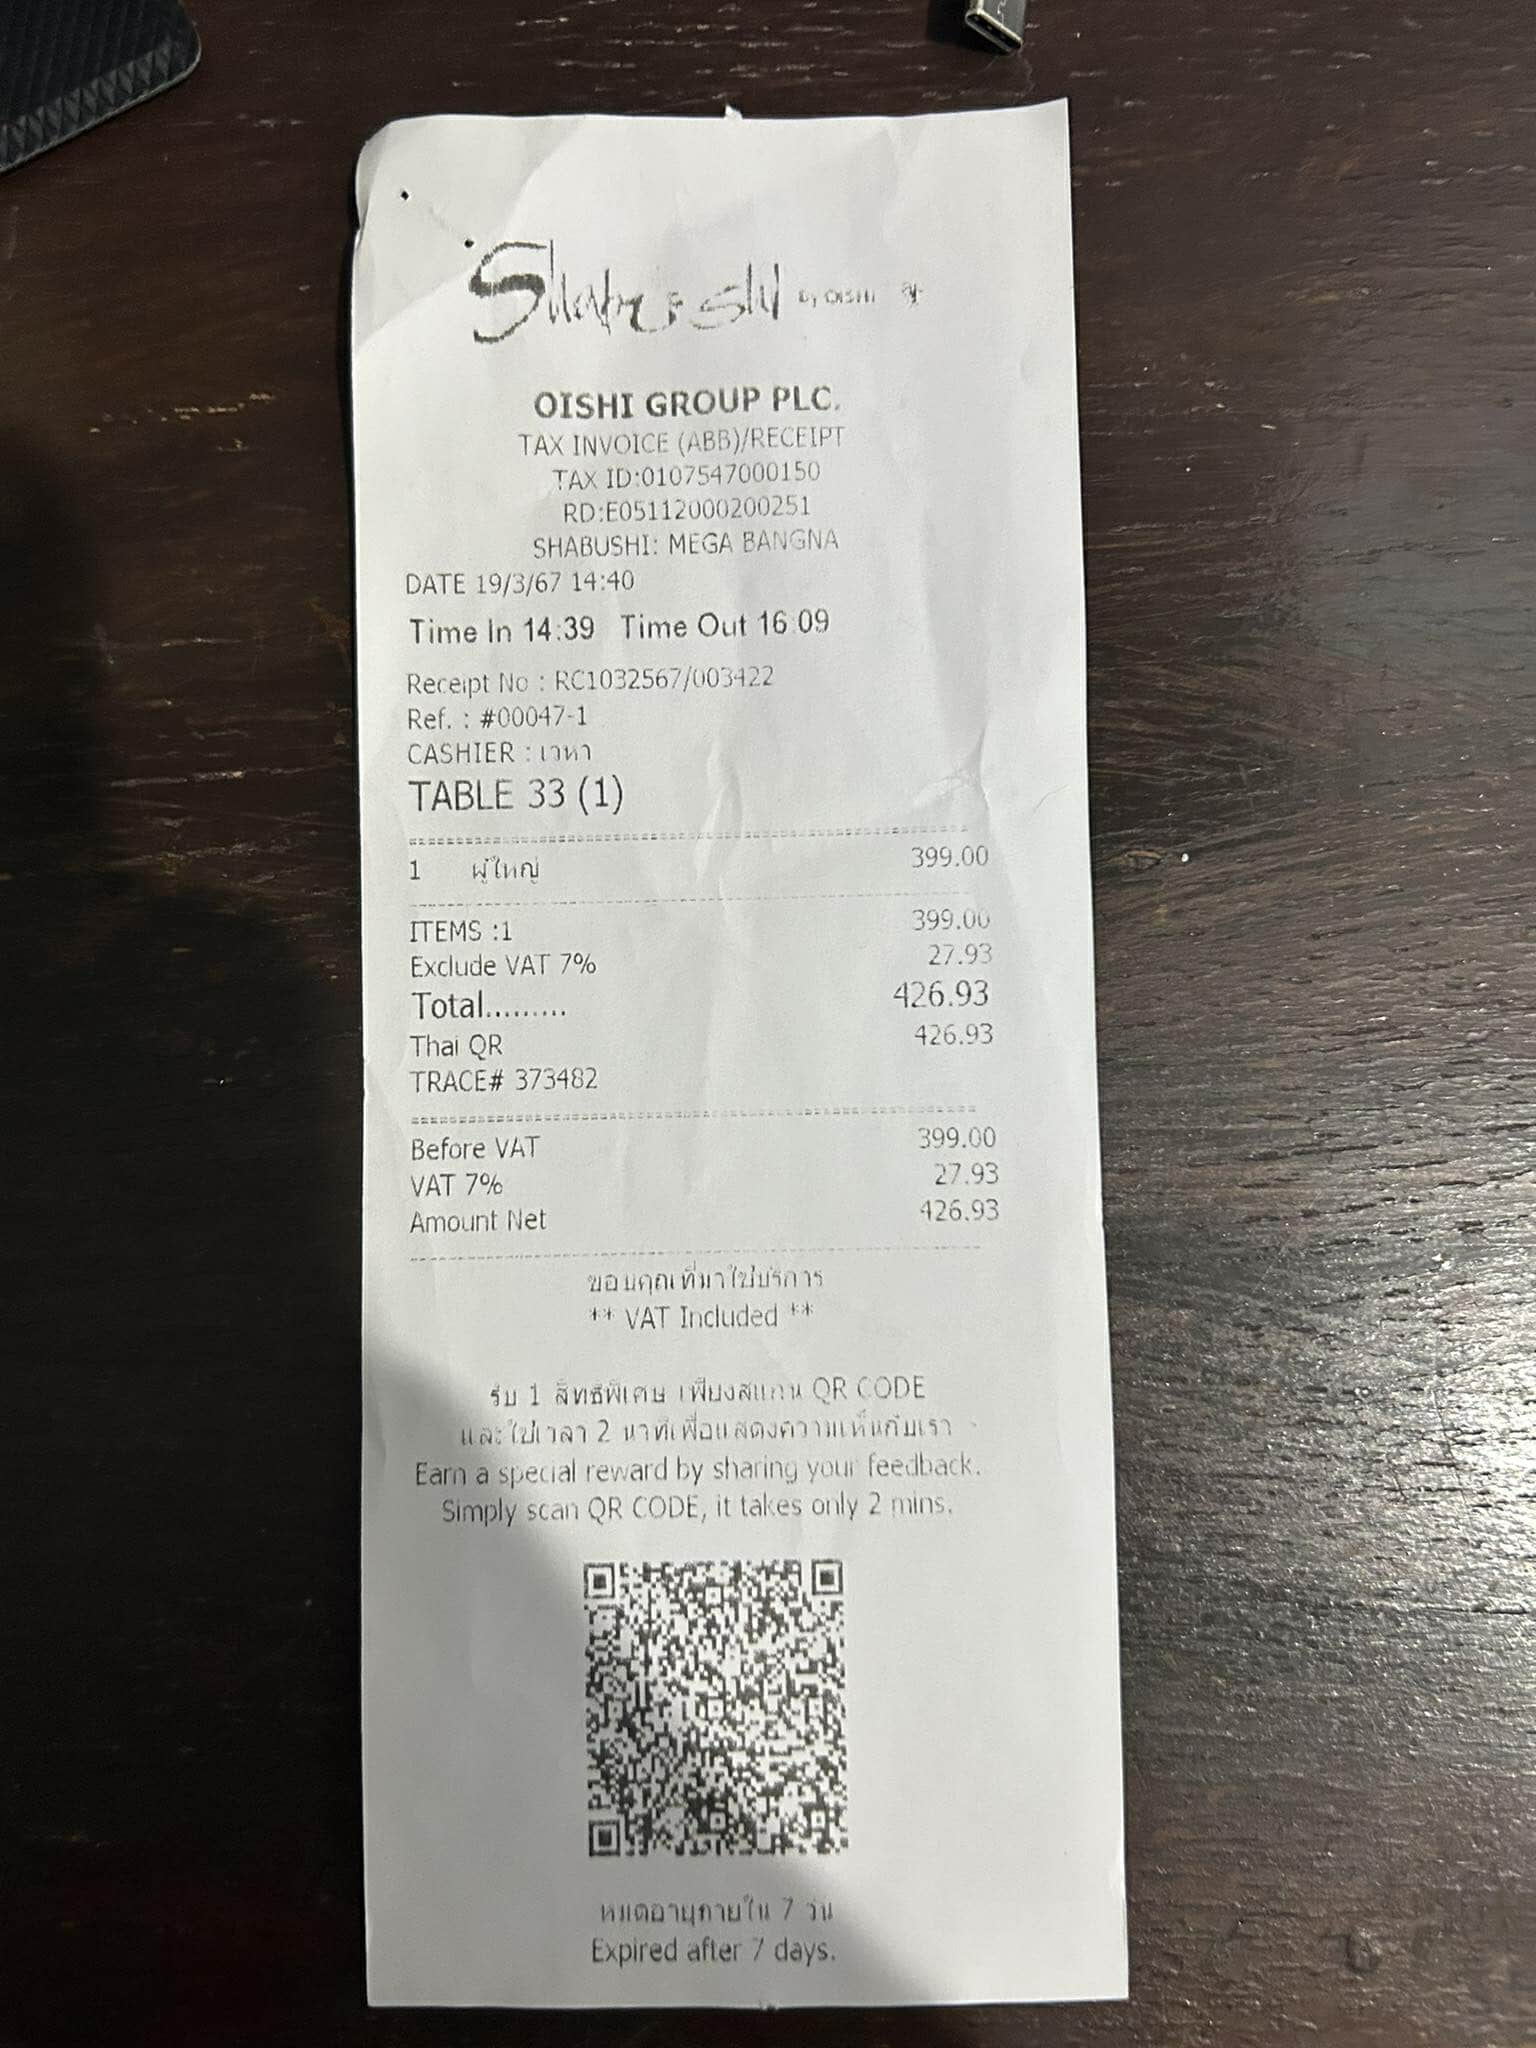 Shabushi by OISHI
OISHI GROUP PLC.
TAX INVOICE (ABB)/RECEIPT
TAX ID:0107547000150
RD:E05112000200251
SHABUSHI: MEGA BANGNA
DATE 19/3/67 14:40
Time In 14:39 Time Out 16:09
Receipt No : RC1032567/003422
Ref. : #00047-1
CASHIER : เวหา
TABLE 33 (1)
1 ผู้ใหญ่ 399.00
ITEMS :1 399.00
Exclude VAT 7% 27.93
Total......... 426.93
Thai QR 426.93
TRACE# 373482
Before VAT 399.00
VAT 7% 27.93
Amount Net 426.93
ขอบคุณที่มาใช้บริการ
** VAT Included **
รับ 1 สิทธิพิเศษ เพียงสแกน QR CODE
และใช้เวลา 2 นาทีเพื่อแสดงความเห็นกับเรา
Earn a special reward by sharing your feedback.
Simply scan QR CODE, it takes only 2 mins.
หมดอายุภายใน 7 วัน
Expired after 7 days.